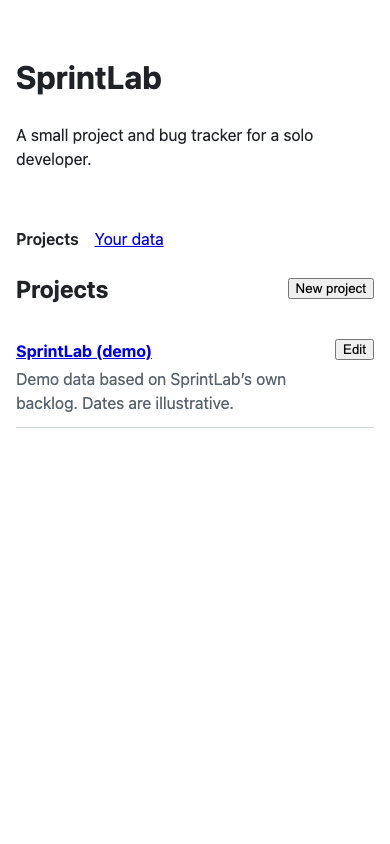 SprintLab
A small project and bug tracker for a solo
developer.
Projects Your data
Projects New project
SprintLab (demo) Edit
Demo data based on SprintLab’s own
backlog. Dates are illustrative.